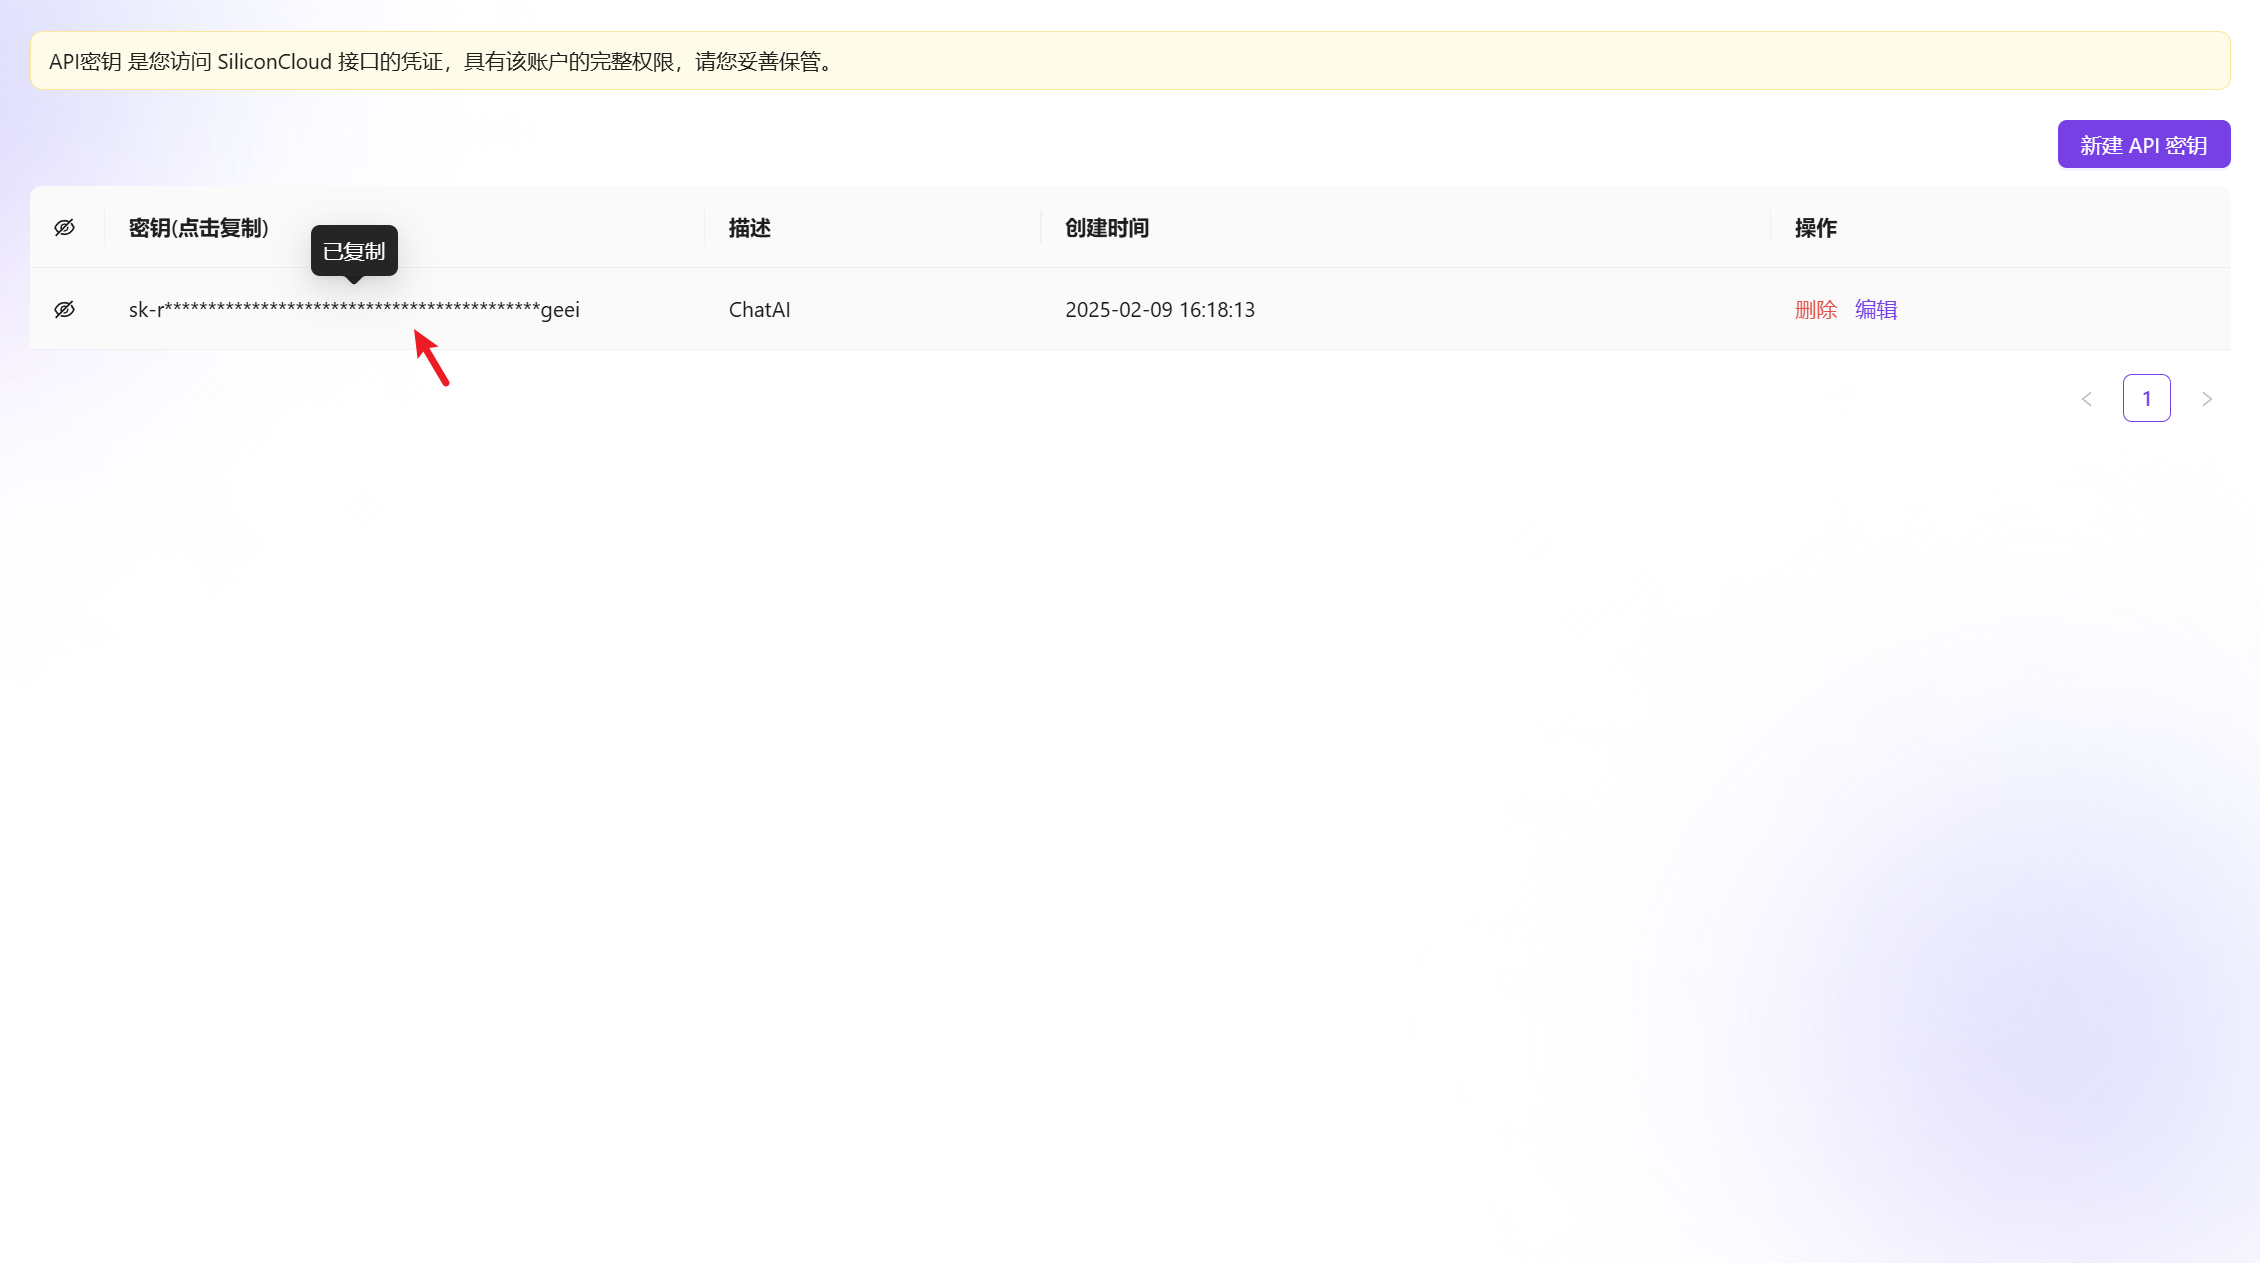 API密钥 是您访问 SiliconCloud 接口的凭证，具有该账户的完整权限，请您妥善保管。
新建 API 密钥
密钥(点击复制) 描述 创建时间 操作
已复制
sk-r*******************************************geei ChatAI 2025-02-09 16:18:13 删除 编辑
1